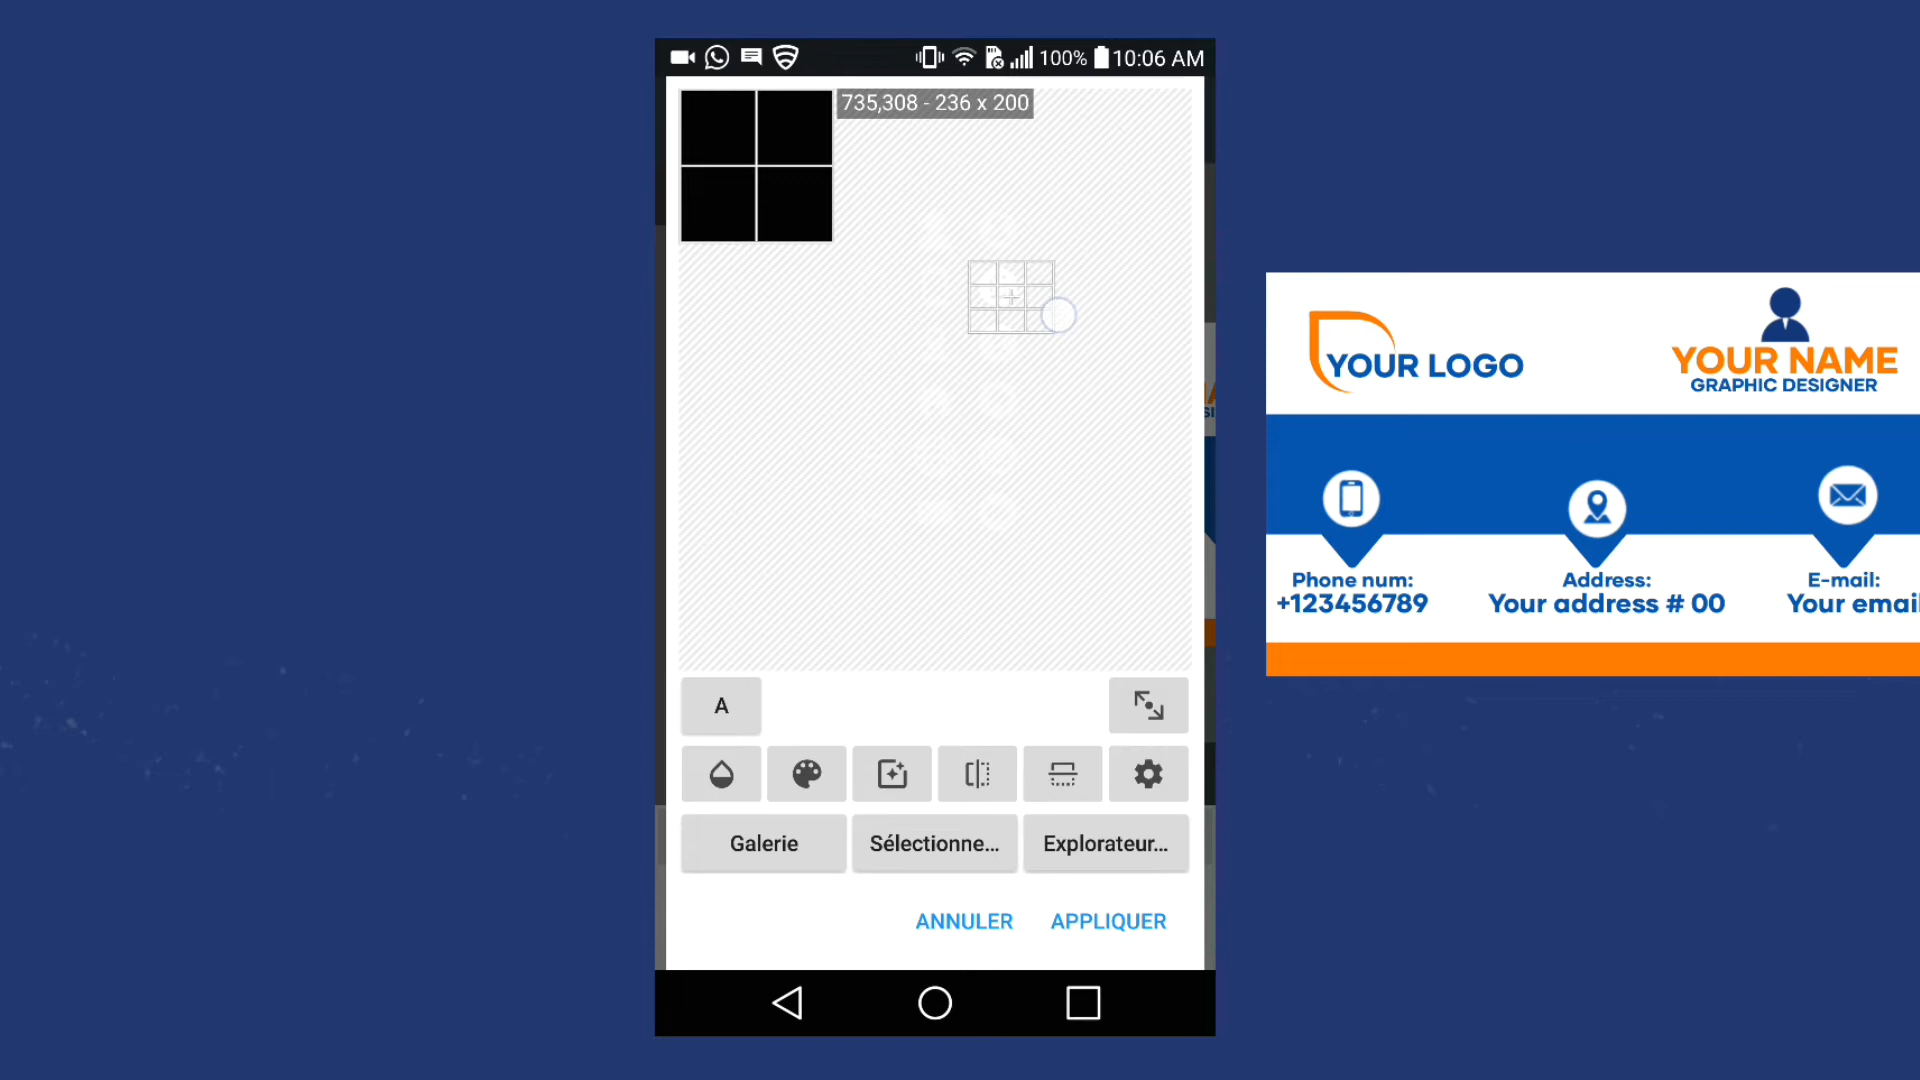 100% 10:06 AM
735,308 - 236 x 200
A
Galerie
Sélectionne...
Explorateur...
ANNULER
APPLIQUER
YOUR LOGO
YOUR NAME
GRAPHIC DESIGNER
Phone num:
+123456789
Address:
Your address # 00
E-mail:
Your email